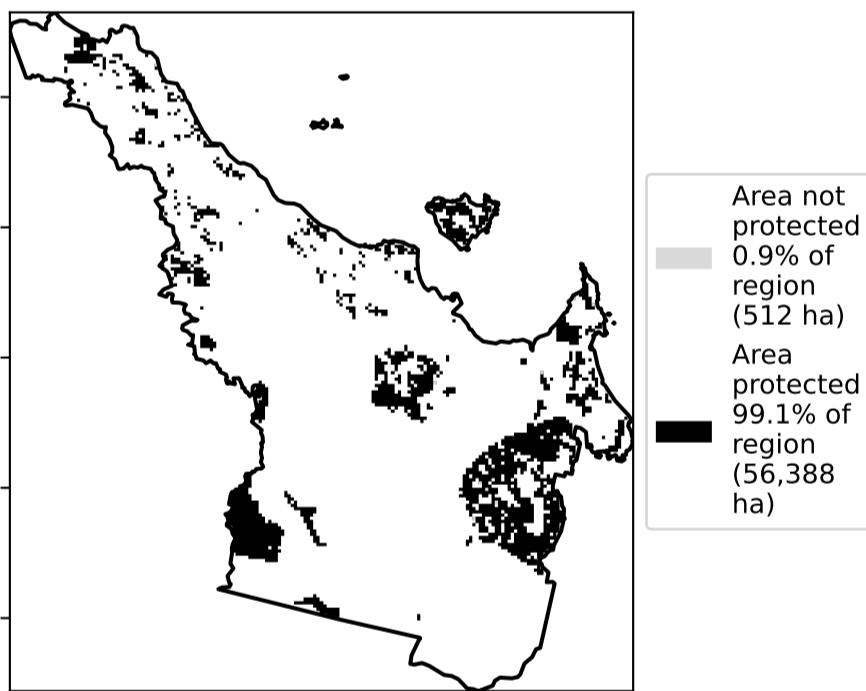 Area not
protected
0.9% of
region
(512 ha)
Area
protected
99.1% of
region
(56,388
ha)